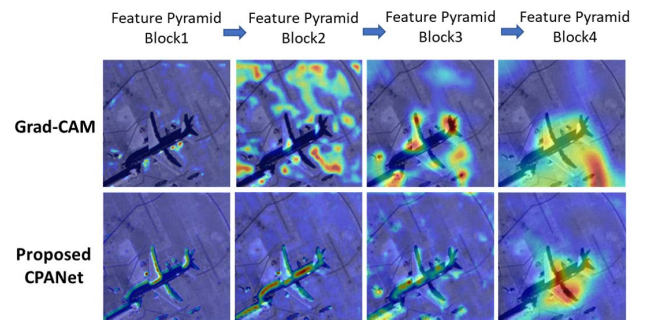 Feature Pyramid Block1
Feature Pyramid Block2
Feature Pyramid Block3
Feature Pyramid Block4
Grad-CAM
Proposed
CPANet